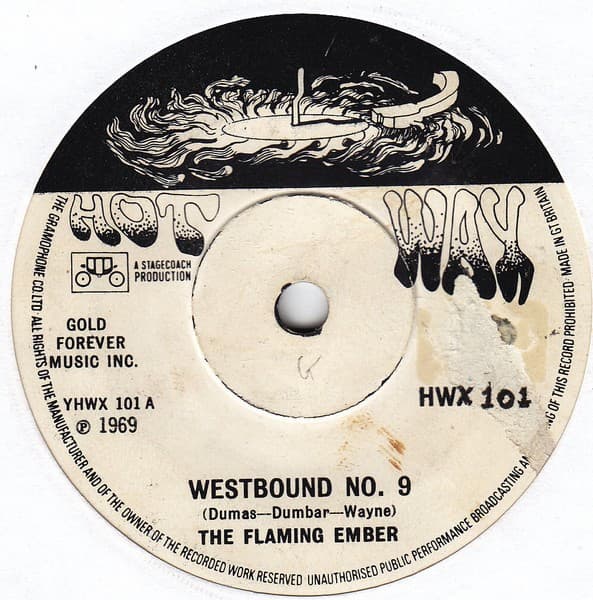 HOT WAX
A STAGECOACH
PRODUCTION
GOLD
FOREVER
MUSIC INC.
YHWX 101 A
℗ 1969
HWX 101
WESTBOUND NO. 9
(Dumas—Dumbar—Wayne)
THE FLAMING EMBER
THE GRAMOPHONE CO. LTD. ALL RIGHTS OF THE MANUFACTURER AND OF THE OWNER OF THE RECORDED WORK RESERVED · UNAUTHORISED PUBLIC PERFORMANCE BROADCASTING AN NG OF THIS RECORD PROHIBITED · MADE IN GT BRITAIN